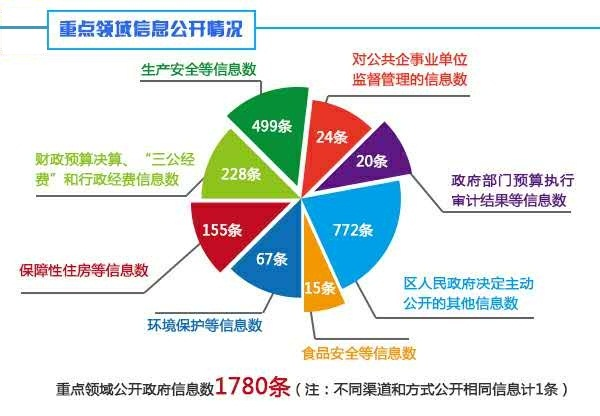 重点领域信息公开情况
生产安全等信息数
对公共企事业单位
监督管理的信息数
499条
24条
财政预算决算、“三公经
费”和行政经费信息数
228条
20条
政府部门预算执行
审计结果等信息数
155条
772条
保障性住房等信息数
67条
区人民政府决定主动
公开的其他信息数
15条
环境保护等信息数
食品安全等信息数
重点领域公开政府信息数1780条（注：不同渠道和方式公开相同信息计1条）